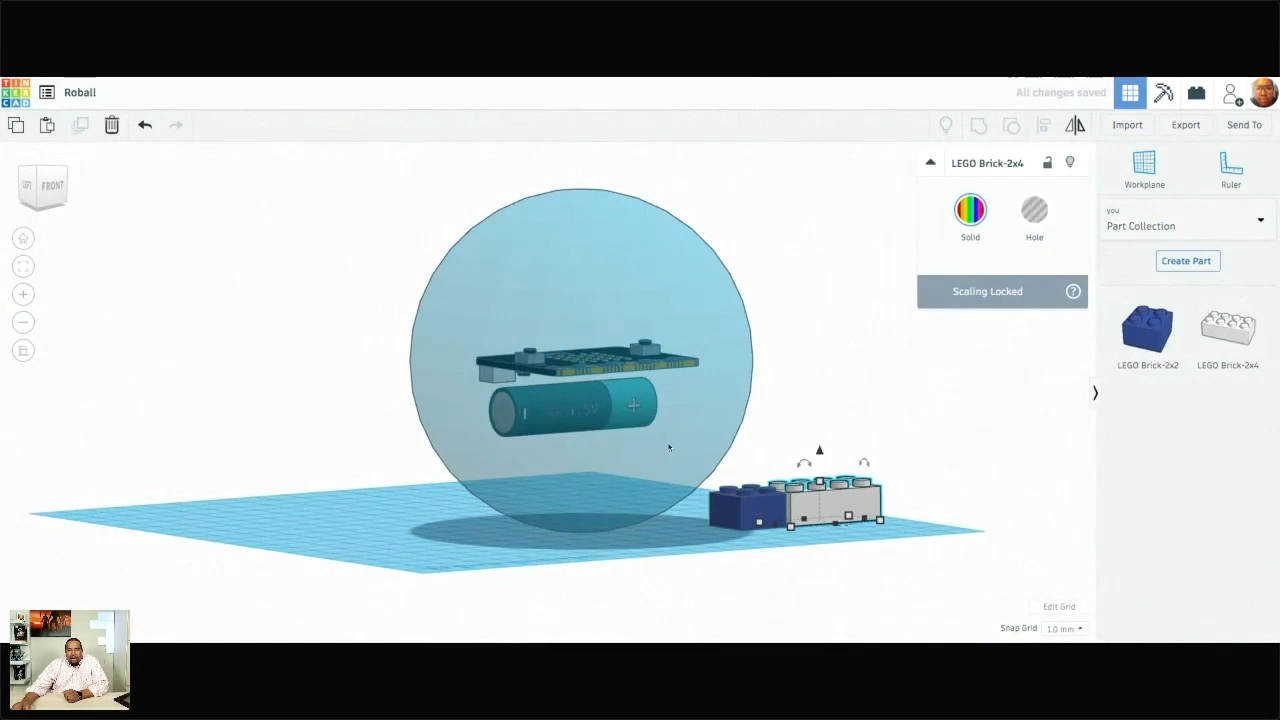 TIN
KER
CAD
Roball
All changes saved
Import
Export
Send To
LEFT
FRONT
LEGO Brick-2x4
Solid
Hole
Scaling Locked
?
Workplane
Ruler
you
Part Collection
Create Part
LEGO Brick-2x2
LEGO Brick-2x4
Edit Grid
Snap Grid
1.0 mm